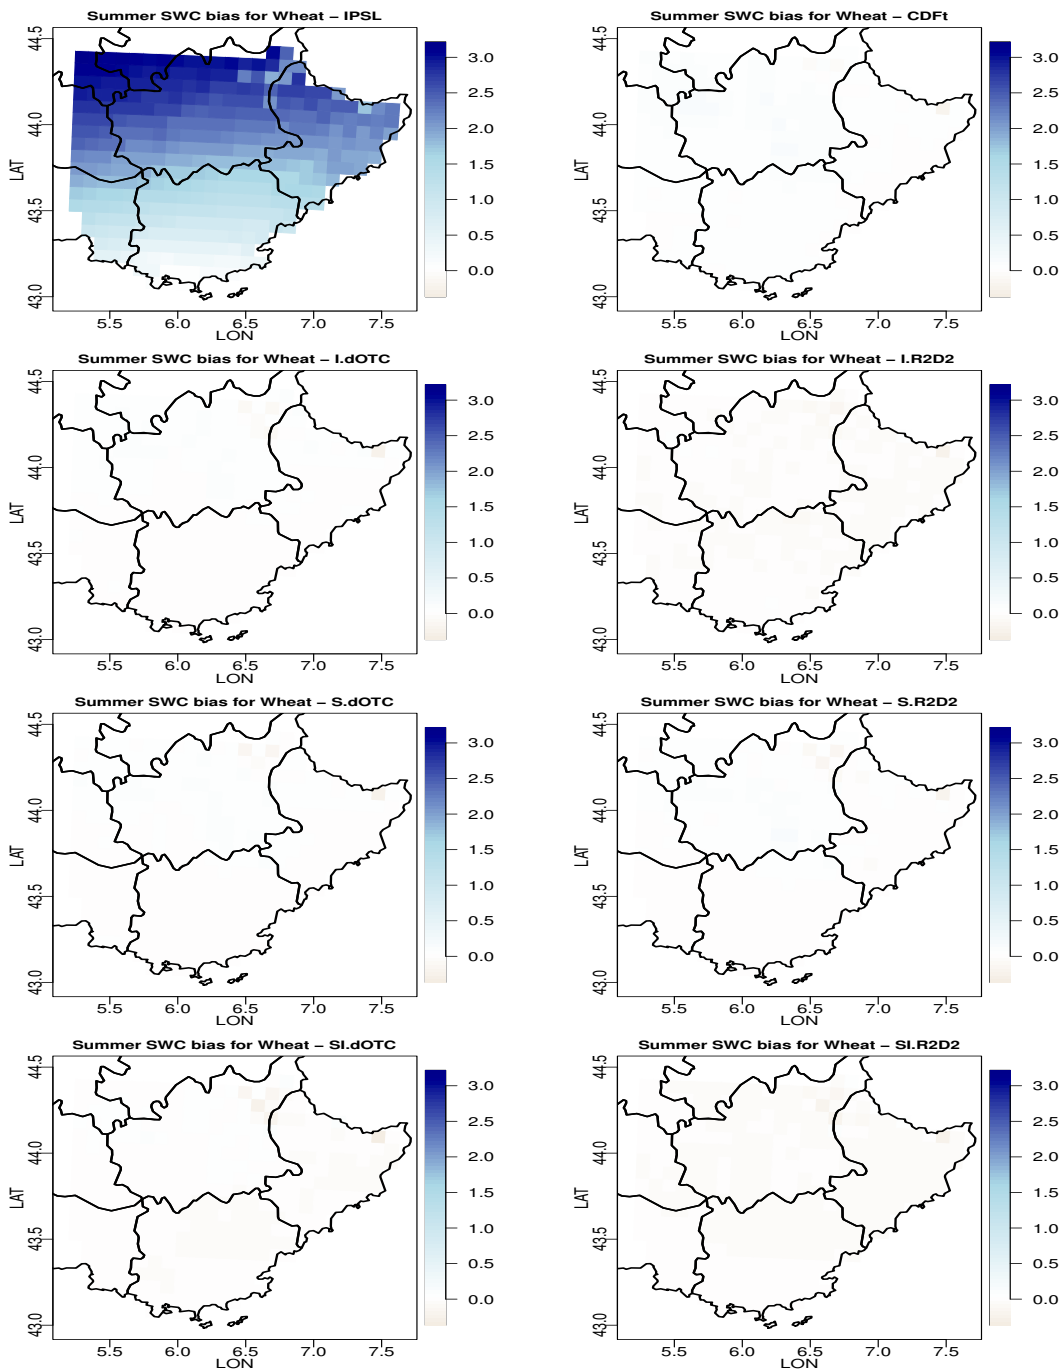 Summer SWC bias for Wheat – IPSL
44.5
44.0
43.5
43.0
LAT
5.5 6.0 6.5 7.0 7.5
LON
3.0
2.5
2.0
1.5
1.0
0.5
0.0
Summer SWC bias for Wheat – CDFt
44.5
44.0
43.5
43.0
LAT
5.5 6.0 6.5 7.0 7.5
LON
3.0
2.5
2.0
1.5
1.0
0.5
0.0
Summer SWC bias for Wheat – I.dOTC
44.5
44.0
43.5
43.0
LAT
5.5 6.0 6.5 7.0 7.5
LON
3.0
2.5
2.0
1.5
1.0
0.5
0.0
Summer SWC bias for Wheat – I.R2D2
44.5
44.0
43.5
43.0
LAT
5.5 6.0 6.5 7.0 7.5
LON
3.0
2.5
2.0
1.5
1.0
0.5
0.0
Summer SWC bias for Wheat – S.dOTC
44.5
44.0
43.5
43.0
LAT
5.5 6.0 6.5 7.0 7.5
LON
3.0
2.5
2.0
1.5
1.0
0.5
0.0
Summer SWC bias for Wheat – S.R2D2
44.5
44.0
43.5
43.0
LAT
5.5 6.0 6.5 7.0 7.5
LON
3.0
2.5
2.0
1.5
1.0
0.5
0.0
Summer SWC bias for Wheat – SI.dOTC
44.5
44.0
43.5
43.0
LAT
5.5 6.0 6.5 7.0 7.5
LON
3.0
2.5
2.0
1.5
1.0
0.5
0.0
Summer SWC bias for Wheat – SI.R2D2
44.5
44.0
43.5
43.0
LAT
5.5 6.0 6.5 7.0 7.5
LON
3.0
2.5
2.0
1.5
1.0
0.5
0.0